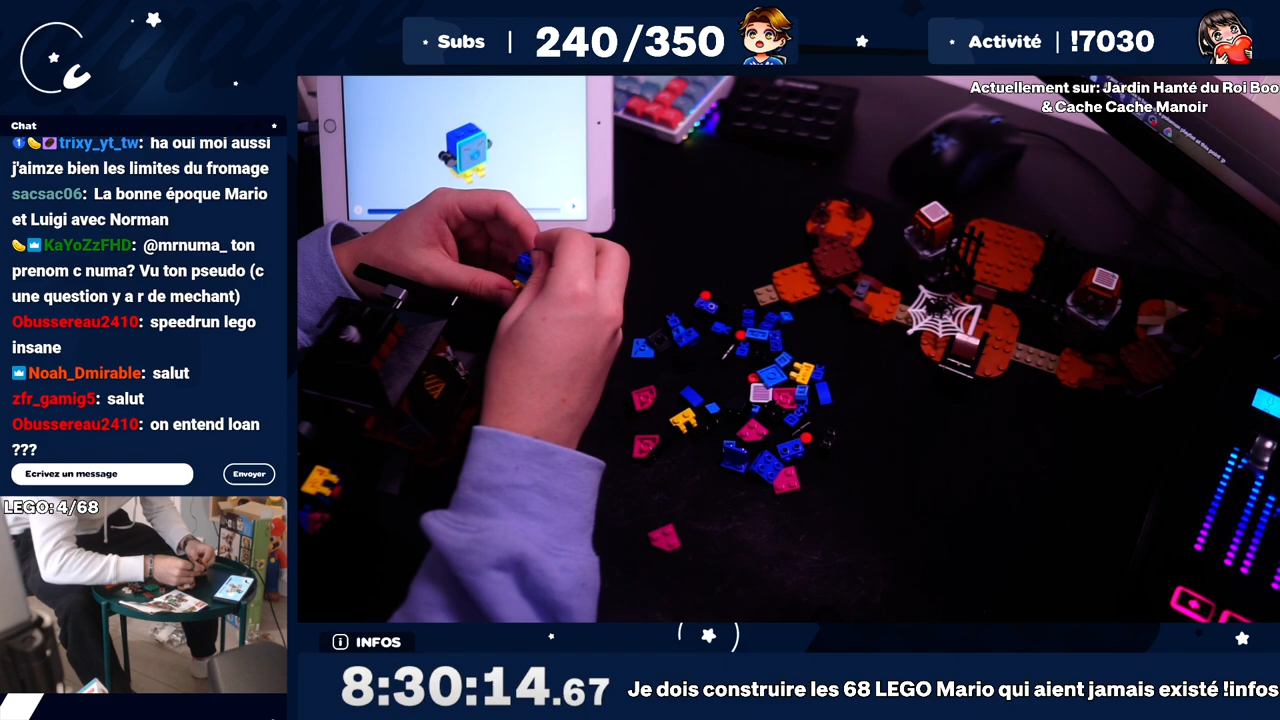 Subs | 240/350
Activité | !7030
Actuellement sur: Jardin Hanté du Roi Boo
& Cache Cache Manoir
Chat
trixy_yt_tw: ha oui moi aussi
j'aimze bien les limites du fromage
sacsac06: La bonne époque Mario
et Luigi avec Norman
KaYoZzFHD: @mrnuma_ ton
prenom c numa? Vu ton pseudo (c
une question y a r de mechant)
Obussereau2410: speedrun lego
insane
Noah_Dmirable: salut
zfr_gamig5: salut
Obussereau2410: on entend loan
???
Ecrivez un message
Envoyer
LEGO: 4/68
INFOS
8:30:14.67
Je dois construire les 68 LEGO Mario qui aient jamais existé !infos